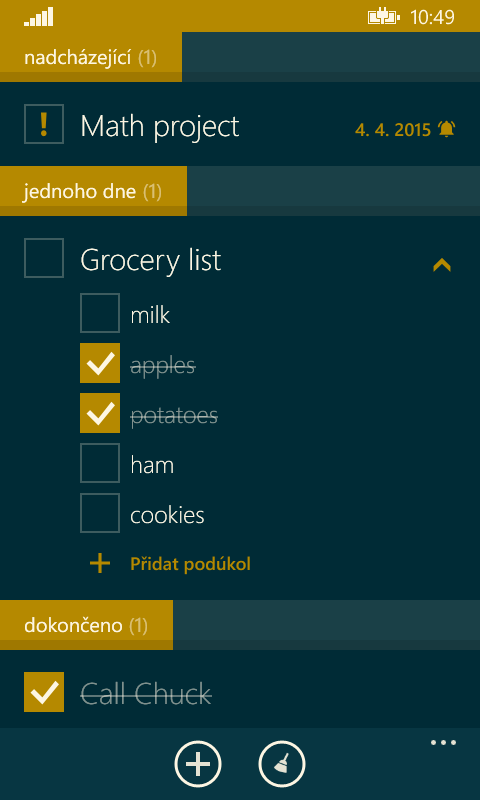 10:49
nadcházející (1)
! Math project 4. 4. 2015
jednoho dne (1)
Grocery list
milk
apples
potatoes
ham
cookies
Přidat podúkol
dokončeno (1)
Call Chuck